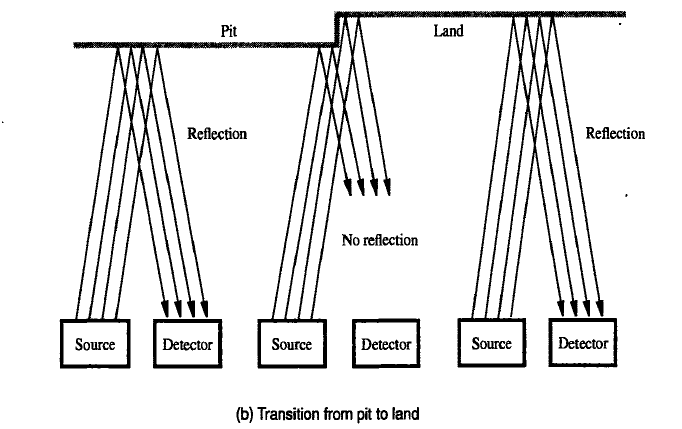 Pit
Land
Reflection
Reflection
No reflection
Source
Detector
Source
Detector
Source
Detector
(b) Transition from pit to land